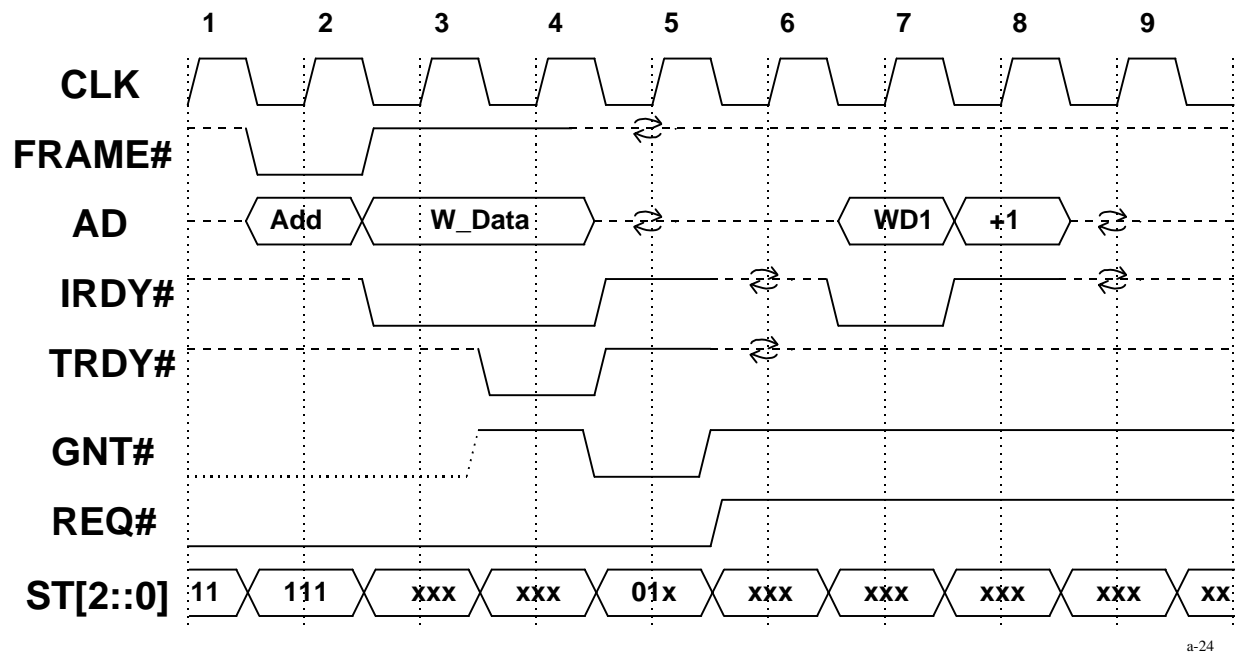 1 2 3 4 5 6 7 8 9
CLK
FRAME#
AD Add W_Data WD1 +1
IRDY#
TRDY#
GNT#
REQ#
ST[2::0] 11 111 xxx xxx 01x xxx xxx xxx xxx xx
a-24